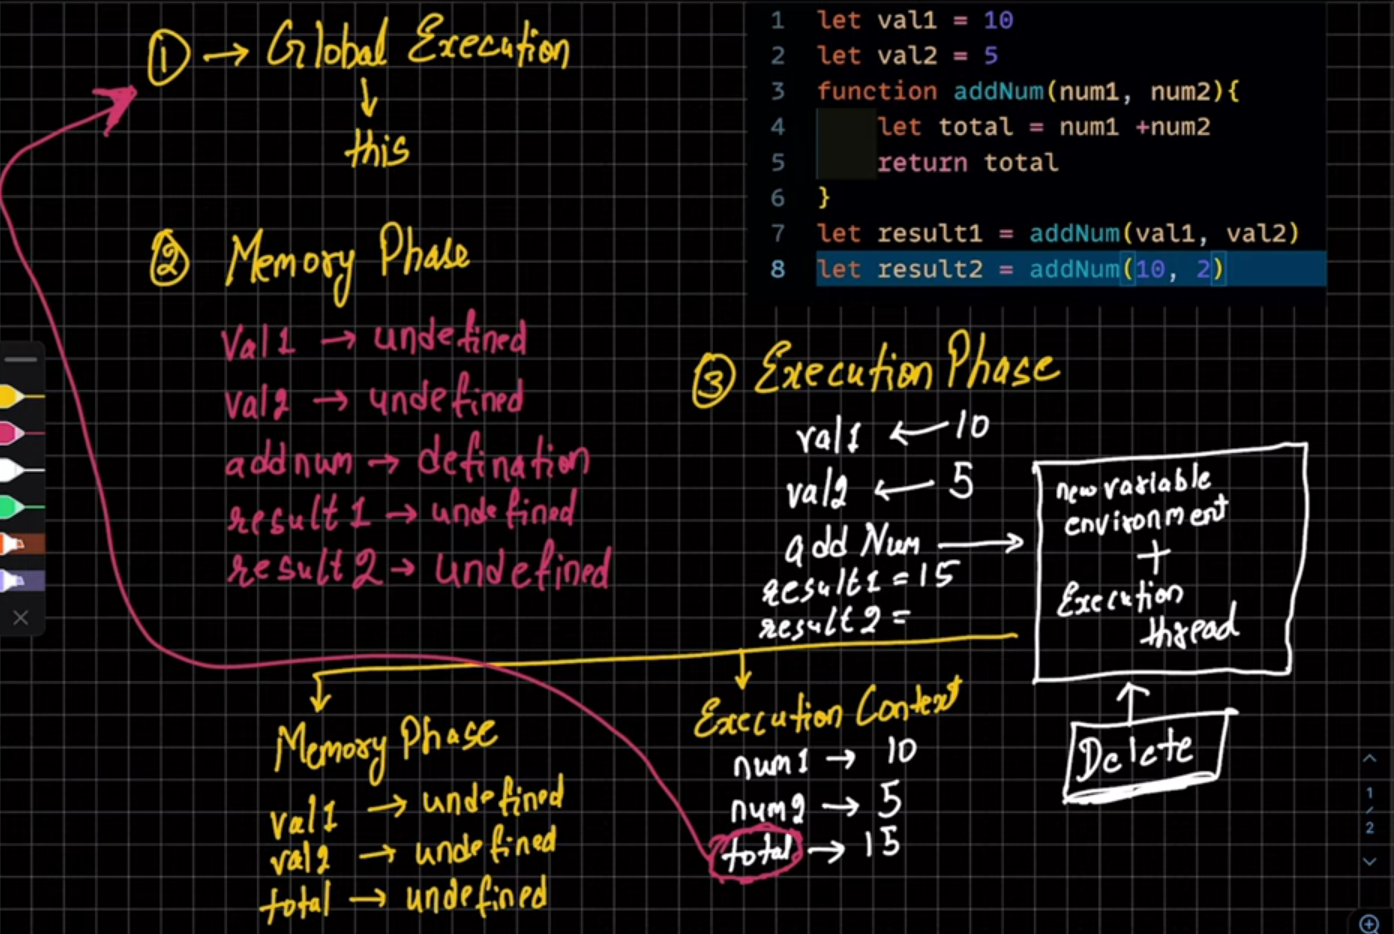 ① → Global Execution
↓
this
② Memory Phase
Val1 → undefined
val2 → undefined
addnum → defination
result1 → undefined
result2 → undefined
1 let val1 = 10
2 let val2 = 5
3 function addNum(num1, num2){
4 let total = num1 +num2
5 return total
6 }
7 let result1 = addNum(val1, val2)
8 let result2 = addNum(10, 2)
③ Execution Phase
val1 ← 10
val2 ← 5
add Num →
result1 = 15
result2 =
new variable
environment
+
Execution
thread
Delete
Memory Phase
val1 → undefined
val2 → undefined
total → undefined
Execution Context
num1 → 10
num2 → 5
total → 15
1
/
2